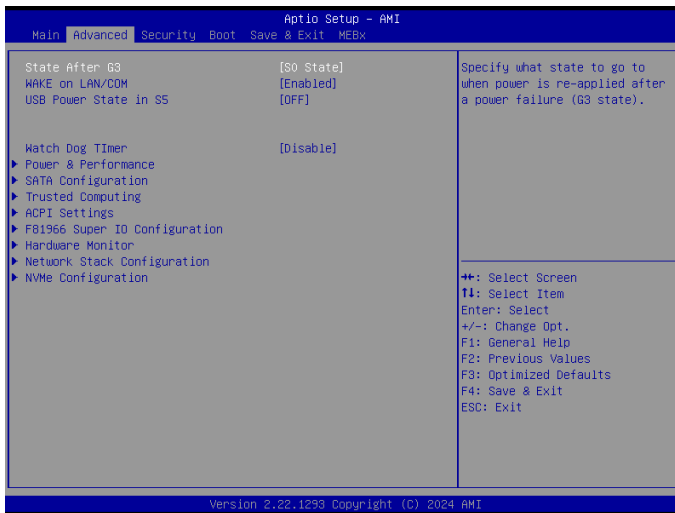 Aptio Setup – AMI
Main Advanced Security Boot Save & Exit MEBx
State After G3 [S0 State]
WAKE on LAN/COM [Enabled]
USB Power State in S5 [OFF]
Watch Dog TImer [Disable]
Power & Performance
SATA Configuration
Trusted Computing
ACPI Settings
F81966 Super IO Configuration
Hardware Monitor
Network Stack Configuration
NVMe Configuration
Specify what state to go to
when power is re-applied after
a power failure (G3 state).
→←: Select Screen
↑↓: Select Item
Enter: Select
+/-: Change Opt.
F1: General Help
F2: Previous Values
F3: Optimized Defaults
F4: Save & Exit
ESC: Exit
Version 2.22.1293 Copyright (C) 2024 AMI